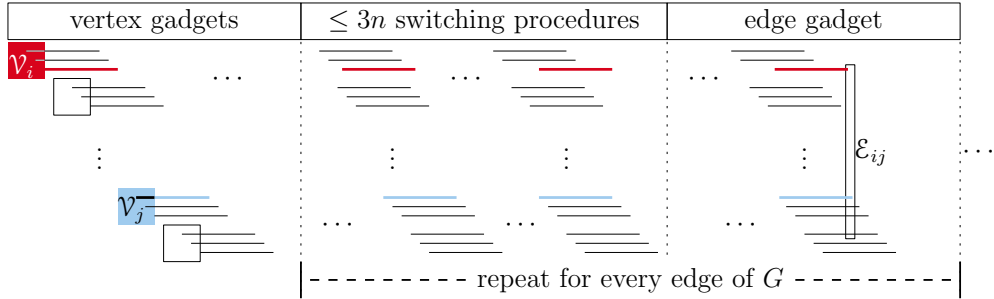 vertex gadgets
≤ 3n switching procedures
edge gadget
𝒱ᵢ
...
...
...
⋮
⋮
⋮
ℰᵢⱼ
...
𝒱ⱼ
...
...
...
repeat for every edge of G